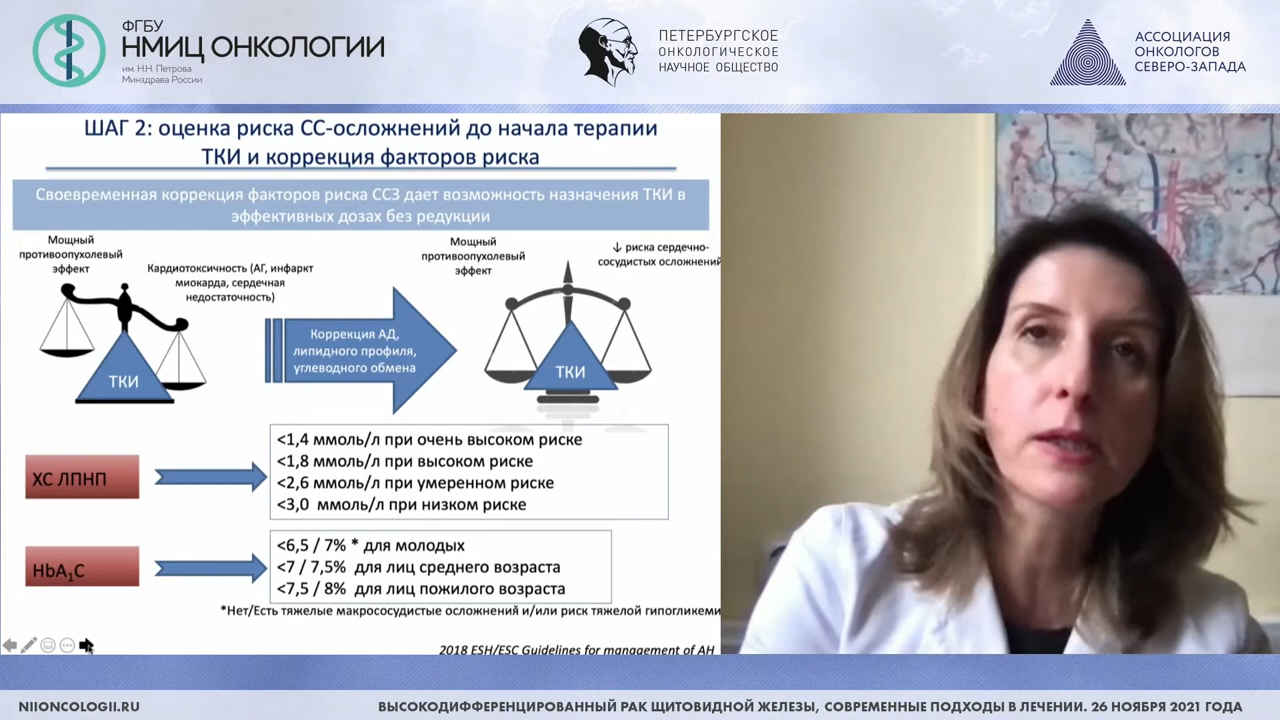 ФГБУ
НМИЦ ОНКОЛОГИИ
им. Н.Н. Петрова
Минздрава России
ПЕТЕРБУРГСКОЕ
ОНКОЛОГИЧЕСКОЕ
НАУЧНОЕ ОБЩЕСТВО
АССОЦИАЦИЯ
ОНКОЛОГОВ
СЕВЕРО-ЗАПАДА
ШАГ 2: оценка риска СС-осложнений до начала терапии
ТКИ и коррекция факторов риска
Своевременная коррекция факторов риска ССЗ дает возможность назначения ТКИ в
эффективных дозах без редукции
Мощный
противоопухолевый
эффект
Кардиотоксичность (АГ, инфаркт
миокарда, сердечная
недостаточность)
ТКИ
Коррекция АД,
липидного профиля,
углеводного обмена
Мощный
противоопухолевый
эффект
↓ риска сердечно-
сосудистых осложнений
ТКИ
ХС ЛПНП
<1,4 ммоль/л при очень высоком риске
<1,8 ммоль/л при высоком риске
<2,6 ммоль/л при умеренном риске
<3,0 ммоль/л при низком риске
HbA₁C
<6,5 / 7% * для молодых
<7 / 7,5% для лиц среднего возраста
<7,5 / 8% для лиц пожилого возраста
*Нет/Есть тяжелые макрососудистые осложнений и/или риск тяжелой гипогликеми
2018 ESH/ESC Guidelines for management of AH
NIIONCOLOGII.RU
ВЫСОКОДИФФЕРЕНЦИРОВАННЫЙ РАК ЩИТОВИДНОЙ ЖЕЛЕЗЫ, СОВРЕМЕННЫЕ ПОДХОДЫ В ЛЕЧЕНИИ. 26 НОЯБРЯ 2021 ГОДА